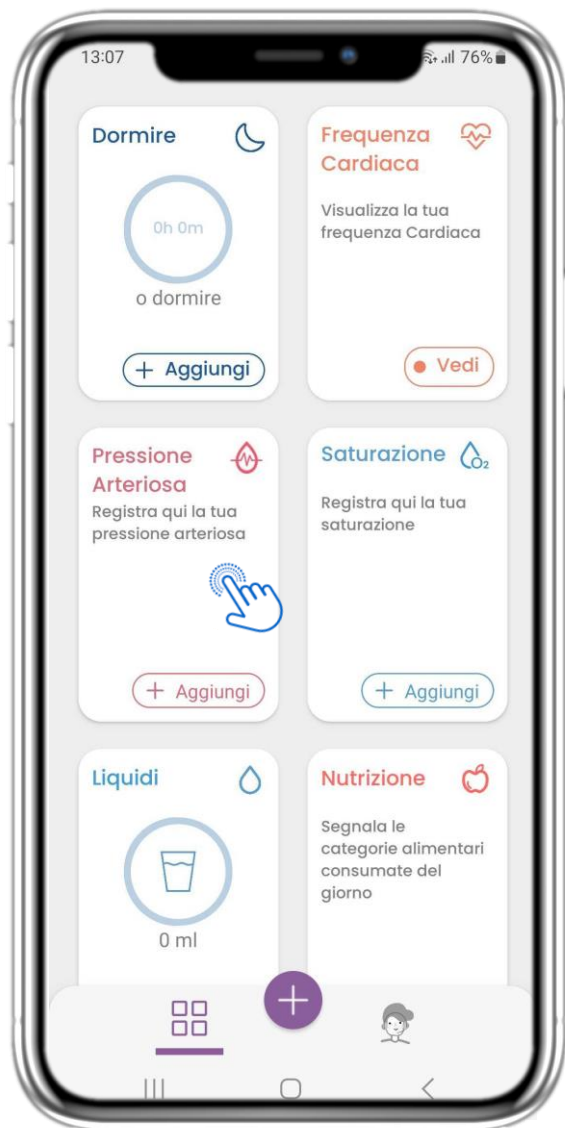 13:07
76%
Dormire
0h 0m
o dormire
+ Aggiungi
Frequenza
Cardiaca
Visualizza la tua
frequenza Cardiaca
Vedi
Pressione
Arteriosa
Registra qui la tua
pressione arteriosa
+ Aggiungi
Saturazione
O2
Registra qui la tua
saturazione
+ Aggiungi
Liquidi
0 ml
Nutrizione
Segnala le
categorie alimentari
consumate del
giorno